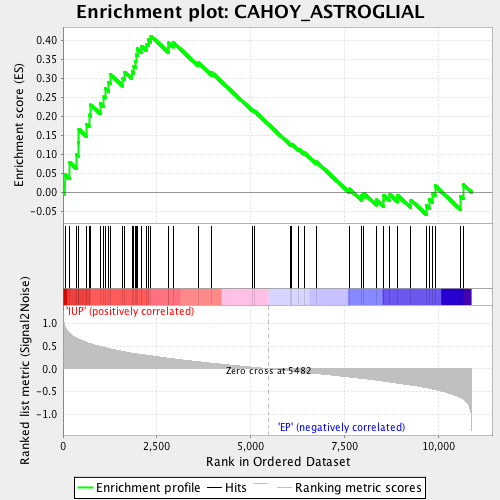 Enrichment plot: CAHOY_ASTROGLIAL
Enrichment score (ES)
0.40
0.35
0.30
0.25
0.20
0.15
0.10
0.05
0.00
-0.05
Ranked list metric (Signal2Noise)
1.0
0.5
0.0
-0.5
-1.0
'IUP' (positively correlated)
Zero cross at 5482
'EP' (negatively correlated)
0
2,500
5,000
7,500
10,000
Rank in Ordered Dataset
Enrichment profile
Hits
Ranking metric scores